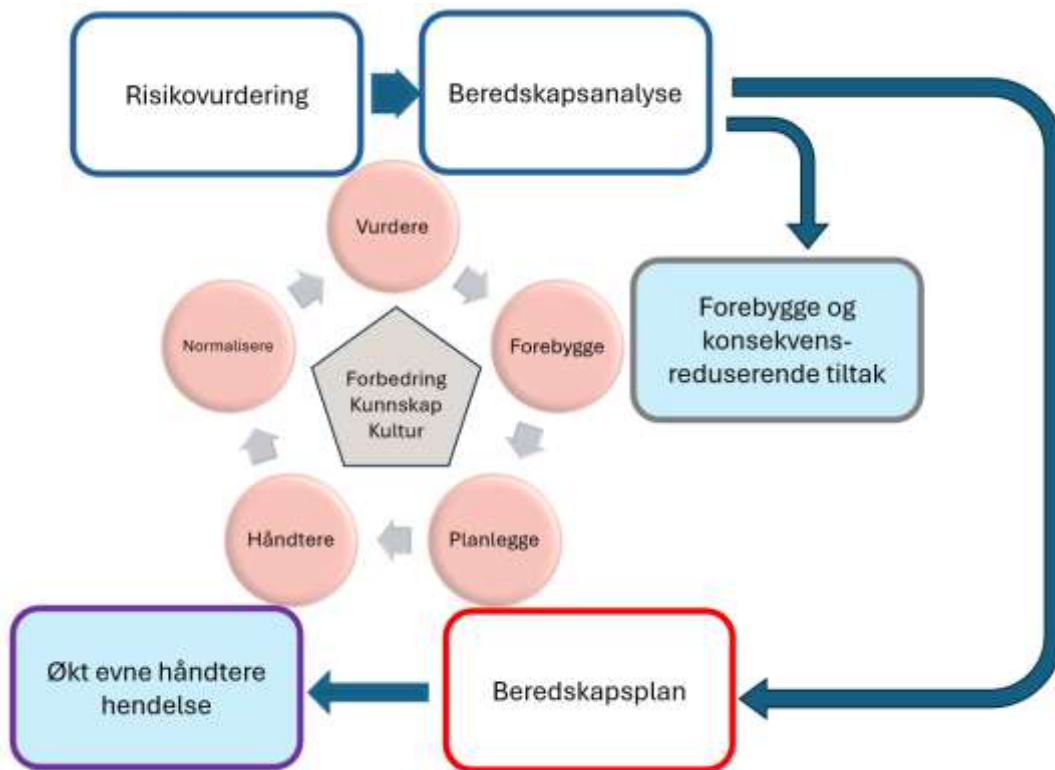 Risikovurdering
Beredskapsanalyse
Vurdere
Normalisere
Forebygge
Forbedring
Kunnskap
Kultur
Forebygge og
konsekvens-
reduserende tiltak
Håndtere
Planlegge
Økt evne håndtere
hendelse
Beredskapsplan